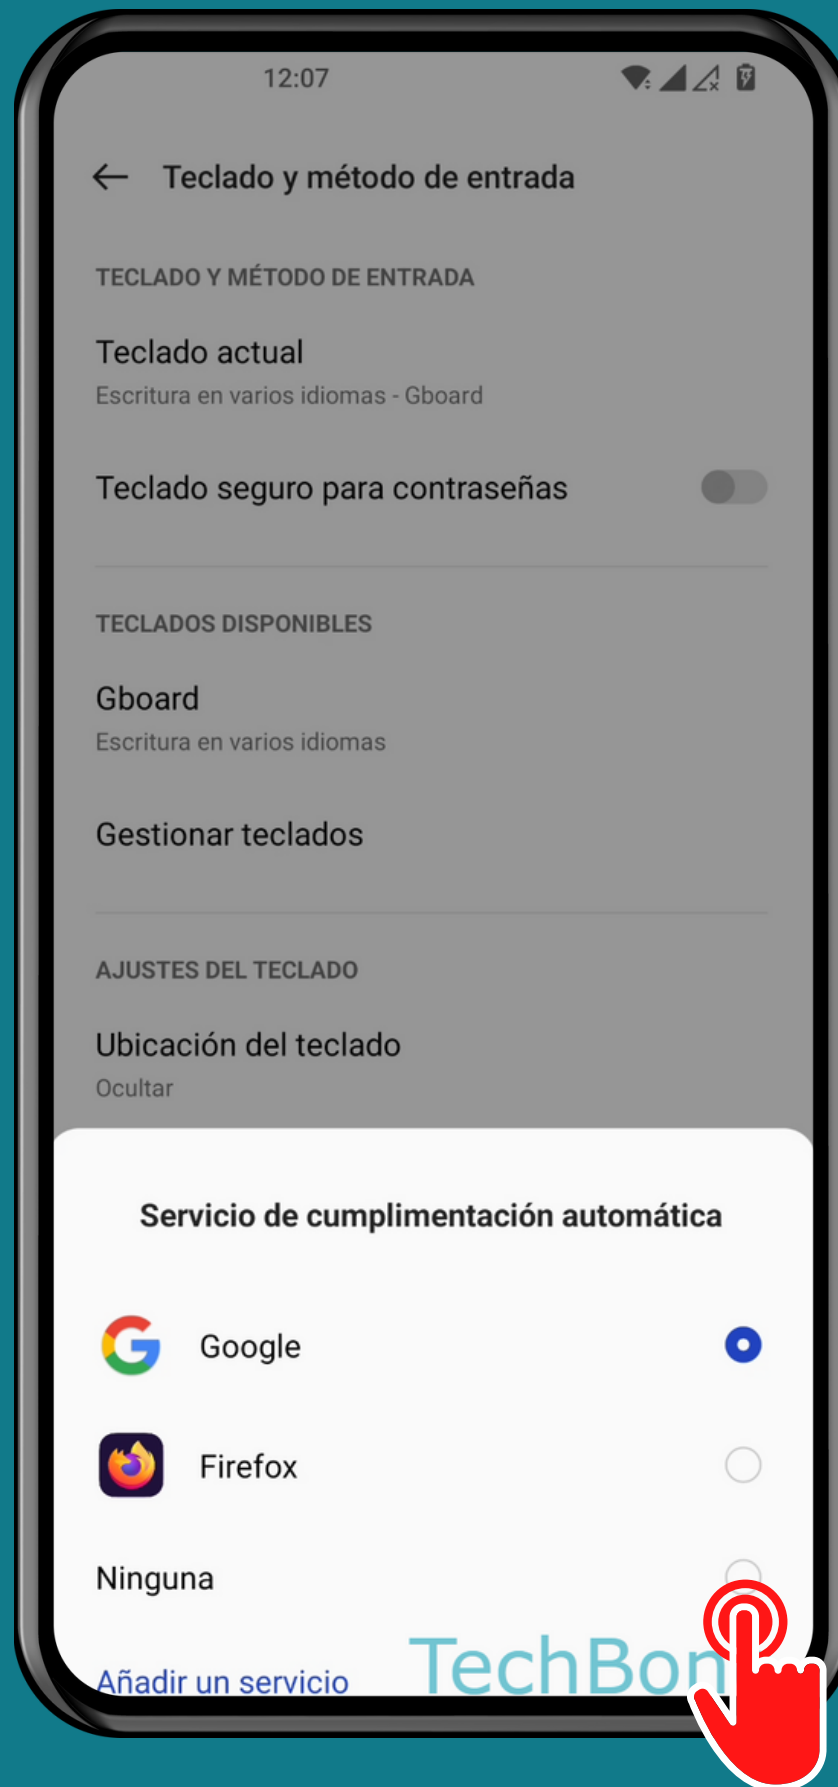 12:07
Teclado y método de entrada
TECLADO Y MÉTODO DE ENTRADA
Teclado actual
Escritura en varios idiomas - Gboard
Teclado seguro para contraseñas
TECLADOS DISPONIBLES
Gboard
Escritura en varios idiomas
Gestionar teclados
AJUSTES DEL TECLADO
Ubicación del teclado
Ocultar
Servicio de cumplimentación automática
Google
Firefox
Ninguna
Añadir un servicio
TechBon